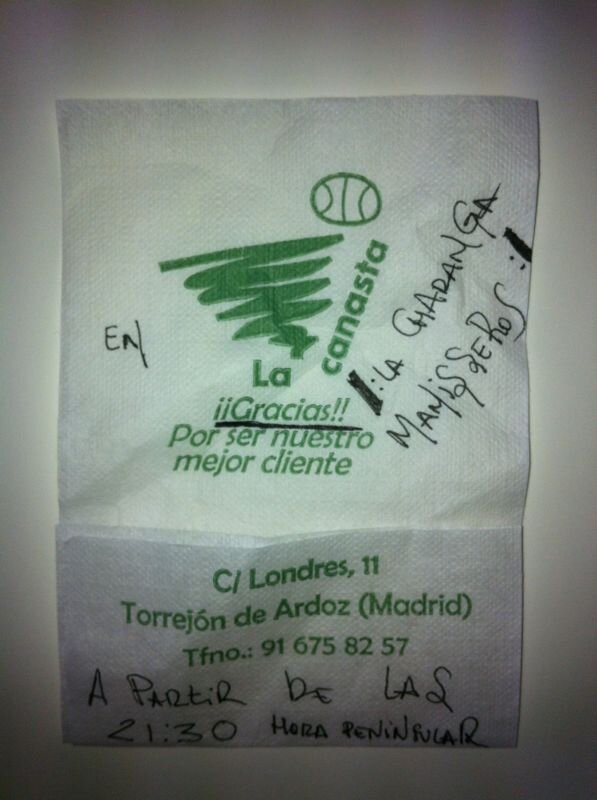 EN
La canasta
¡¡Gracias!!
Por ser nuestro
mejor cliente
¡LA CHARANGA
MANISSEROS!
C/ Londres, 11
Torrejón de Ardoz (Madrid)
Tfno.: 91 675 82 57
A PARTIR DE LAS
21:30 HORA PENINSULAR